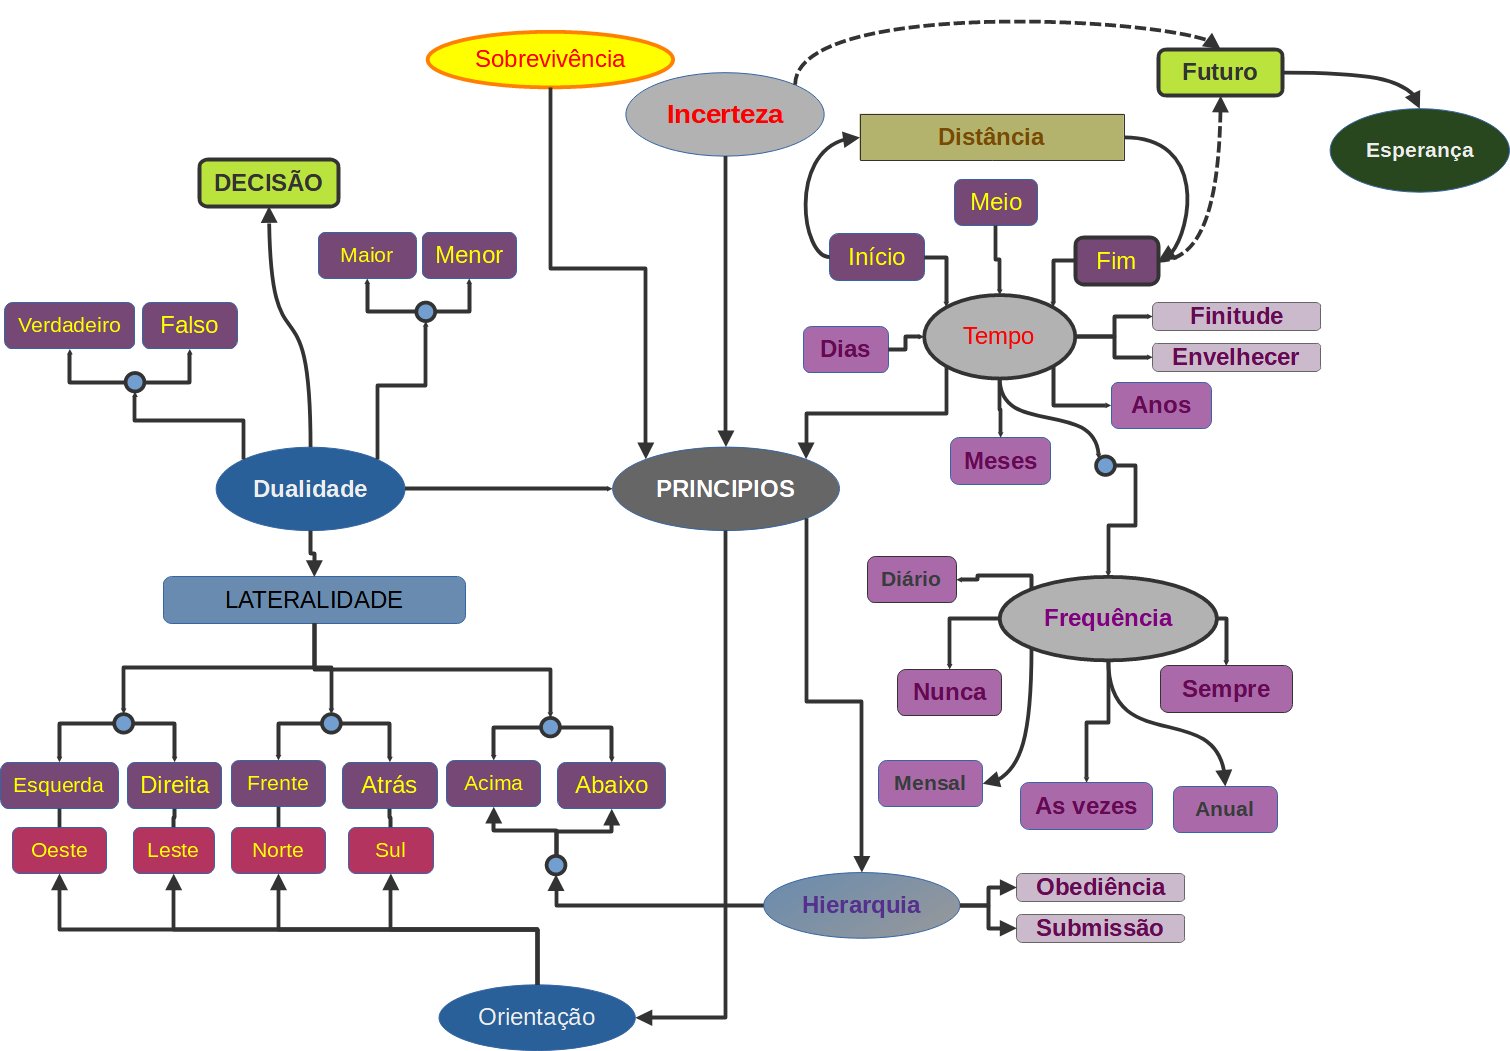 Sobrevivência
Incerteza
Futuro
Distância
Esperança
DECISÃO
Meio
Maior
Menor
Início
Fim
Verdadeiro
Falso
Finitude
Tempo
Dias
Envelhecer
Anos
Meses
Dualidade
PRINCIPIOS
Diário
LATERALIDADE
Frequência
Nunca
Sempre
Esquerda
Direita
Frente
Atrás
Acima
Abaixo
Mensal
As vezes
Anual
Oeste
Leste
Norte
Sul
Hierarquia
Obediência
Submissão
Orientação